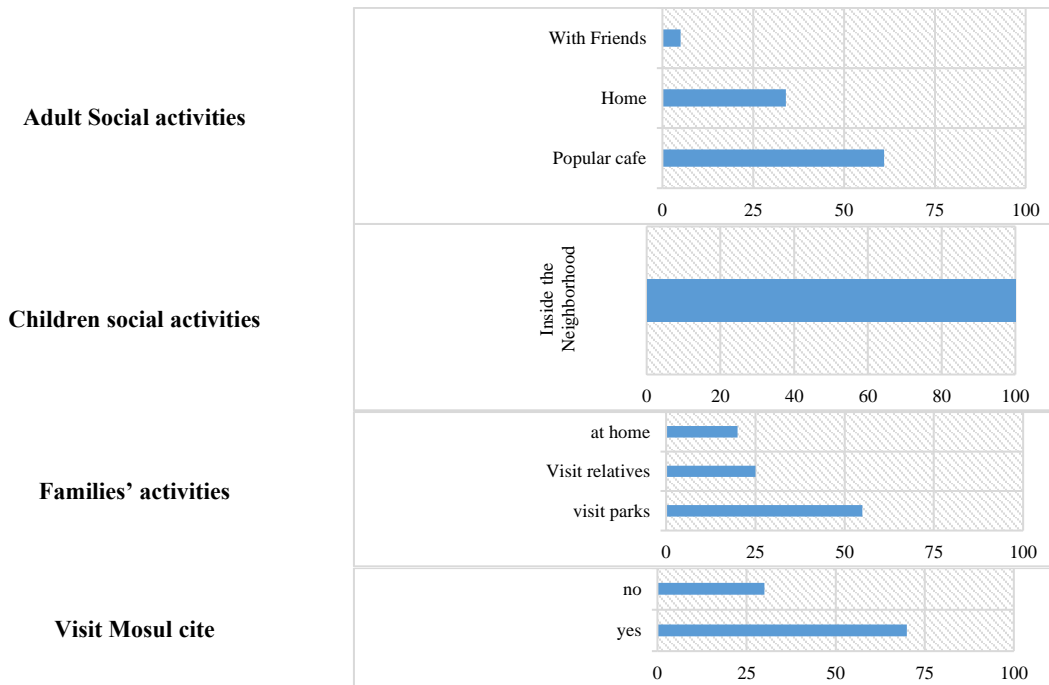 Adult Social activities
With Friends
Home
Popular cafe
0 25 50 75 100
Children social activities
Inside the
Neighborhood
0 20 40 60 80 100
Families’ activities
at home
Visit relatives
visit parks
0 25 50 75 100
Visit Mosul cite
no
yes
0 25 50 75 100